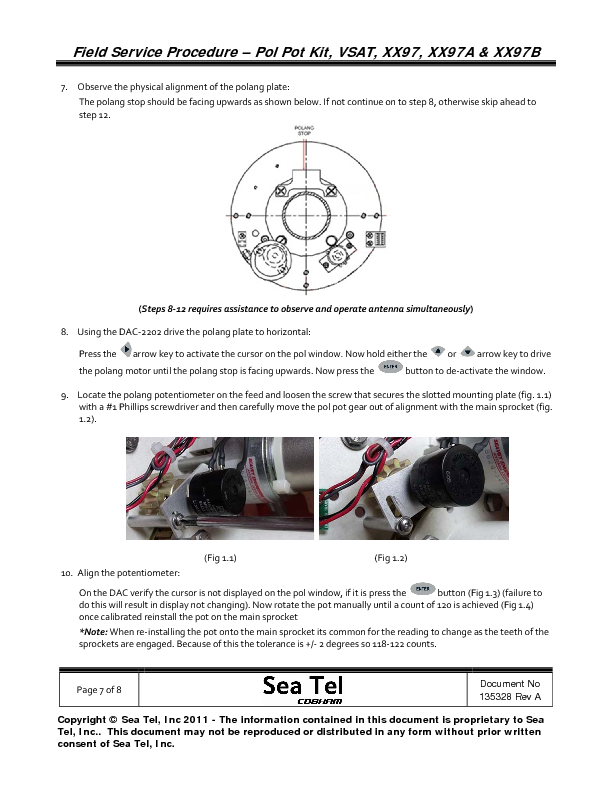 Field Service Procedure – Pol Pot Kit, VSAT, XX97, XX97A & XX97B
7. Observe the physical alignment of the polang plate:
The polang stop should be facing upwards as shown below. If not continue on to step 8, otherwise skip ahead to
step 12.
POLANG
STOP
(Steps 8-12 requires assistance to observe and operate antenna simultaneously)
8. Using the DAC-2202 drive the polang plate to horizontal:
Press the arrow key to activate the cursor on the pol window. Now hold either the or arrow key to drive
the polang motor until the polang stop is facing upwards. Now press the ENTER button to de-activate the window.
9. Locate the polang potentiometer on the feed and loosen the screw that secures the slotted mounting plate (fig. 1.1)
with a #1 Phillips screwdriver and then carefully move the pol pot gear out of alignment with the main sprocket (fig.
1.2).
(Fig 1.1) (Fig 1.2)
10. Align the potentiometer:
On the DAC verify the cursor is not displayed on the pol window, if it is press the ENTER button (Fig 1.3) (failure to
do this will result in display not changing). Now rotate the pot manually until a count of 120 is achieved (Fig 1.4)
once calibrated reinstall the pot on the main sprocket
*Note: When re-installing the pot onto the main sprocket its common for the reading to change as the teeth of the
sprockets are engaged. Because of this the tolerance is +/- 2 degrees so 118-122 counts.
Page 7 of 8
Sea Tel
COBHAM
Document No
135328 Rev A
Copyright © Sea Tel, Inc 2011 - The information contained in this document is proprietary to Sea
Tel, Inc.. This document may not be reproduced or distributed in any form without prior written
consent of Sea Tel, Inc.